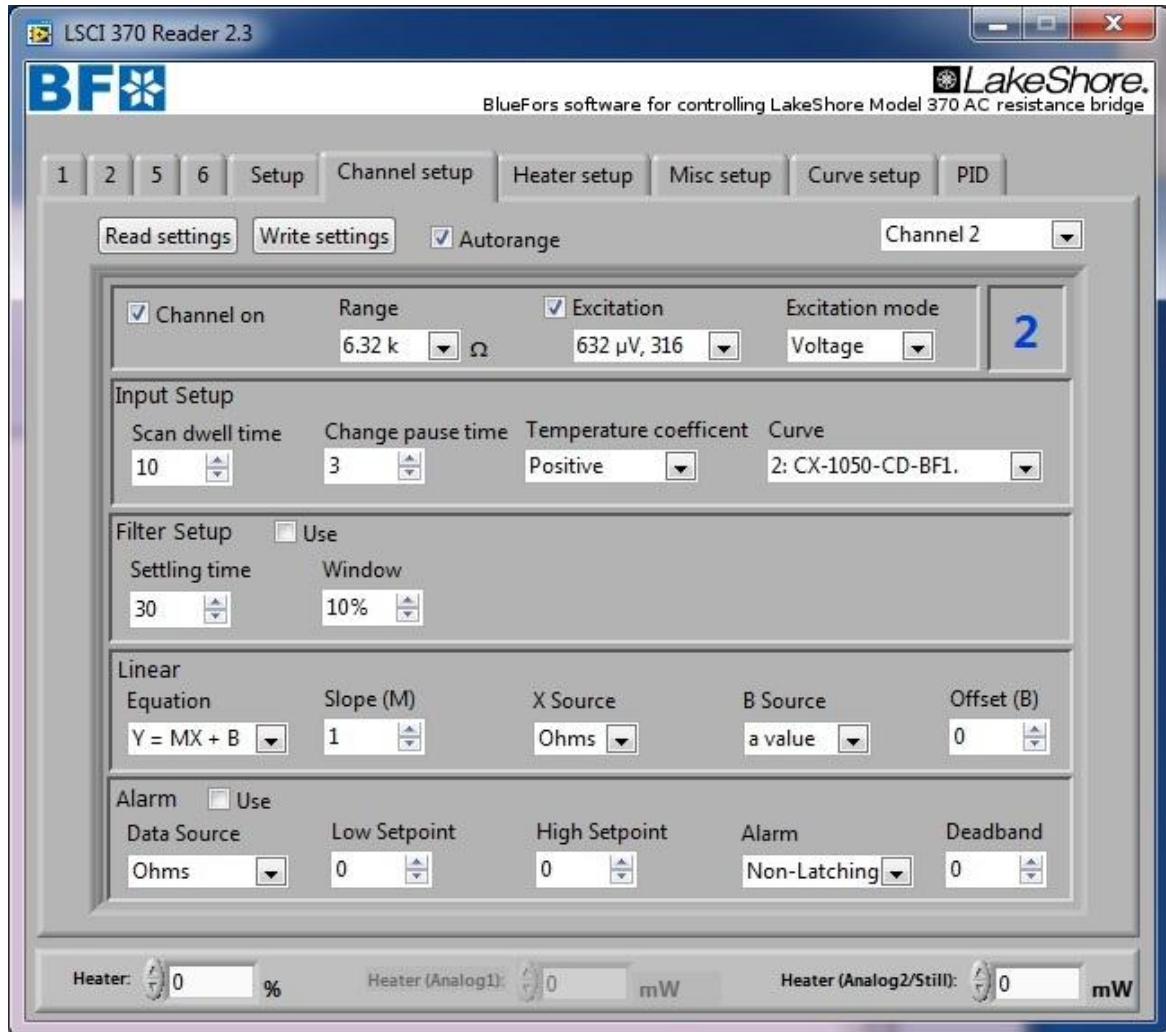 LSCI 370 Reader 2.3
BF
LakeShore.
BlueFors software for controlling LakeShore Model 370 AC resistance bridge
1 2 5 6 Setup Channel setup Heater setup Misc setup Curve setup PID
Read settings Write settings Autorange Channel 2
Channel on Range Excitation Excitation mode
6.32 k Ω 632 µV, 316 Voltage 2
Input Setup
Scan dwell time Change pause time Temperature coefficent Curve
10 3 Positive 2: CX-1050-CD-BF1.
Filter Setup Use
Settling time Window
30 10%
Linear
Equation Slope (M) X Source B Source Offset (B)
Y = MX + B 1 Ohms a value 0
Alarm Use
Data Source Low Setpoint High Setpoint Alarm Deadband
Ohms 0 0 Non-Latching 0
Heater: 0 % Heater (Analog1): 0 mW Heater (Analog2/Still): 0 mW